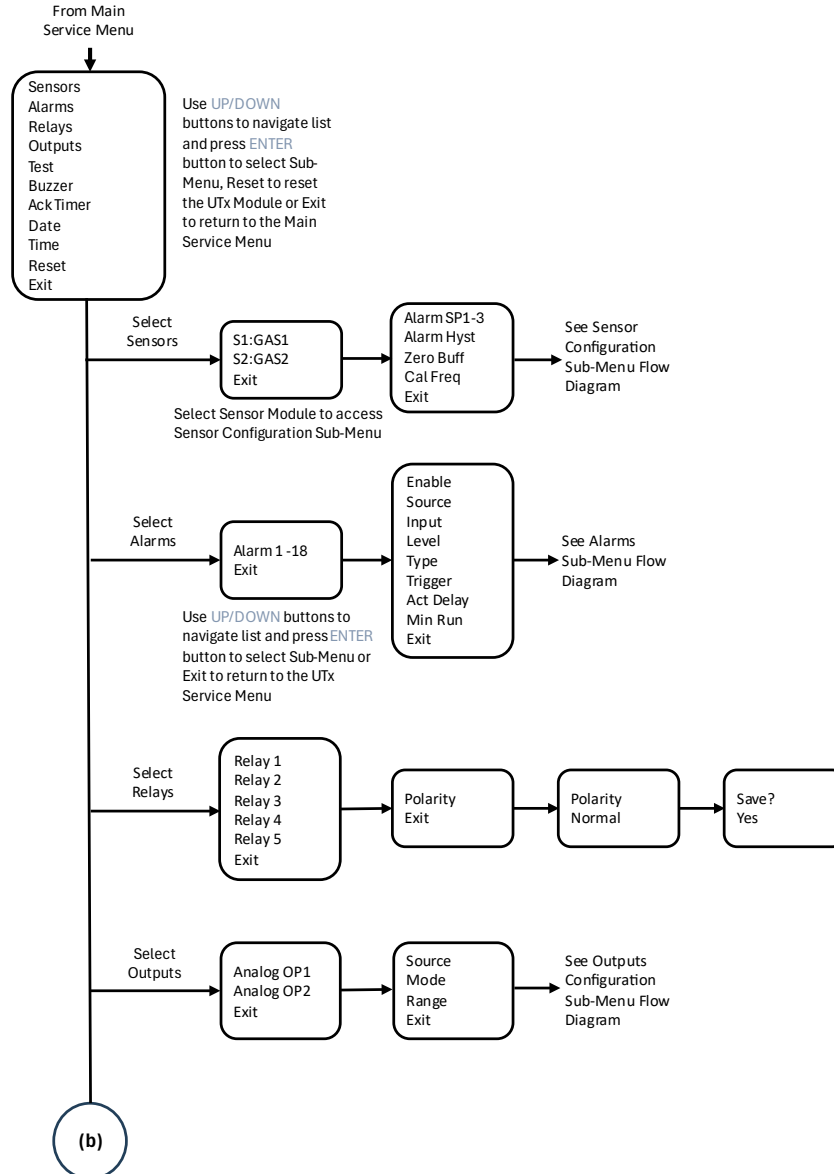 From Main
Service Menu
Sensors
Alarms
Relays
Outputs
Test
Buzzer
Ack Timer
Date
Time
Reset
Exit
Use UP/DOWN
buttons to navigate list
and press ENTER
button to select Sub-
Menu, Reset to reset
the UTx Module or Exit
to return to the Main
Service Menu
Select
Sensors
S1:GAS1
S2:GAS2
Exit
Select Sensor Module to access
Sensor Configuration Sub-Menu
Alarm SP1-3
Alarm Hyst
Zero Buff
Cal Freq
Exit
See Sensor
Configuration
Sub-Menu Flow
Diagram
Select
Alarms
Alarm 1 -18
Exit
Use UP/DOWN buttons to
navigate list and press ENTER
button to select Sub-Menu or
Exit to return to the UTx
Service Menu
Enable
Source
Input
Level
Type
Trigger
Act Delay
Min Run
Exit
See Alarms
Sub-Menu Flow
Diagram
Select
Relays
Relay 1
Relay 2
Relay 3
Relay 4
Relay 5
Exit
Polarity
Exit
Polarity
Normal
Save?
Yes
Select
Outputs
Analog OP1
Analog OP2
Exit
Source
Mode
Range
Exit
See Outputs
Configuration
Sub-Menu Flow
Diagram
(b)